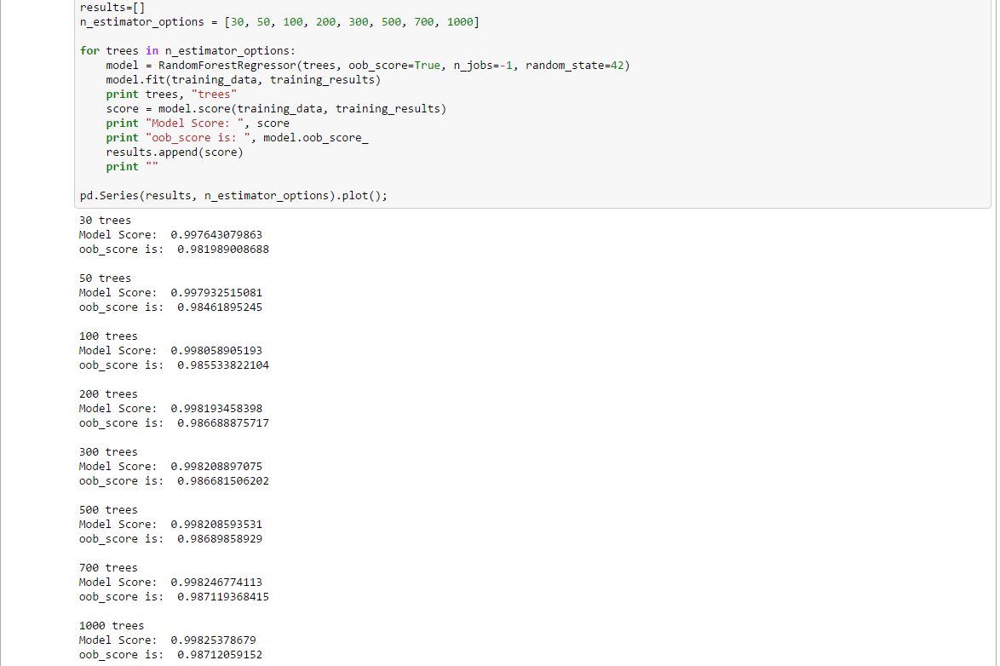 results=[]
n_estimator_options = [30, 50, 100, 200, 300, 500, 700, 1000]
for trees in n_estimator_options:
model = RandomForestRegressor(trees, oob_score=True, n_jobs=-1, random_state=42)
model.fit(training_data, training_results)
print trees, "trees"
score = model.score(training_data, training_results)
print "Model Score: ", score
print "oob_score is: ", model.oob_score_
results.append(score)
print ""
pd.Series(results, n_estimator_options).plot();
30 trees
Model Score:  0.997643079863
oob_score is:  0.981989008688
50 trees
Model Score:  0.997932515081
oob_score is:  0.98461895245
100 trees
Model Score:  0.998058905193
oob_score is:  0.985533822104
200 trees
Model Score:  0.998193458398
oob_score is:  0.986688875717
300 trees
Model Score:  0.998208897075
oob_score is:  0.986681506202
500 trees
Model Score:  0.998208593531
oob_score is:  0.98689858929
700 trees
Model Score:  0.998246774113
oob_score is:  0.987119368415
1000 trees
Model Score:  0.99825378679
oob_score is:  0.98712059152